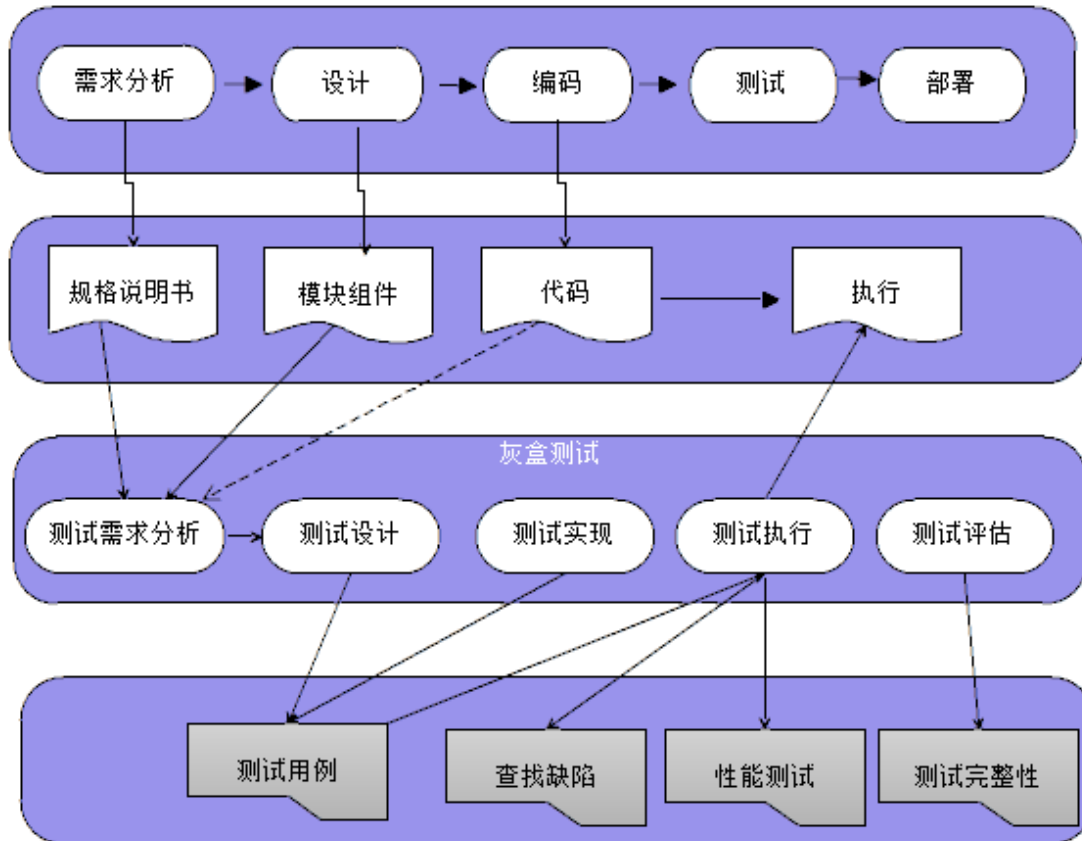 需求分析
设计
编码
测试
部署
规格说明书
模块组件
代码
执行
灰盒测试
测试需求分析
测试设计
测试实现
测试执行
测试评估
测试用例
查找缺陷
性能测试
测试完整性